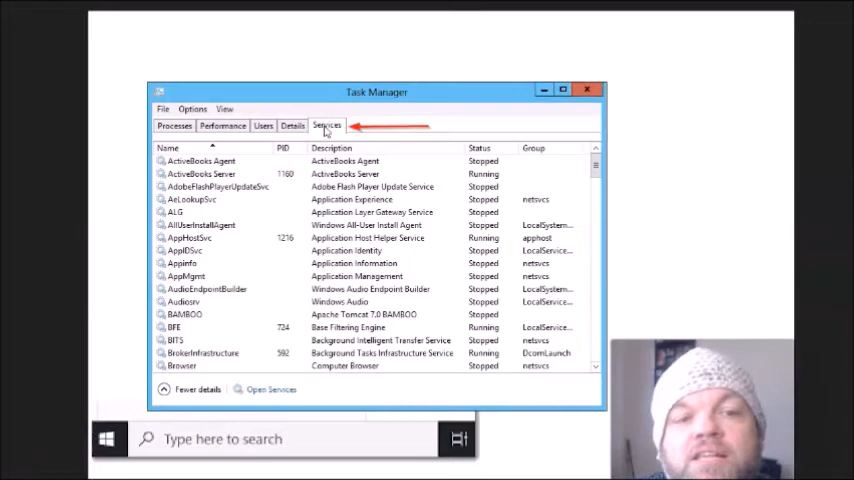 Task Manager
File Options View
Processes Performance Users Details Services
Name PID Description Status Group
ActiveBooks Agent ActiveBooks Agent Stopped
ActiveBooks Server 1160 ActiveBooks Server Running
AdobeFlashPlayerUpdateSvc Adobe Flash Player Update Service Stopped
AeLookupSvc Application Experience Stopped netsvcs
ALG Application Layer Gateway Service Stopped
AllUserInstallAgent Windows All-User Install Agent Stopped LocalSystem...
AppHostSvc 1216 Application Host Helper Service Running apphost
AppIDSvc Application Identity Stopped LocalService...
Appinfo Application Information Stopped netsvcs
AppMgmt Application Management Stopped netsvcs
AudioEndpointBuilder Windows Audio Endpoint Builder Stopped LocalSystem...
Audiosrv Windows Audio Stopped LocalService...
BAMBOO Apache Tomcat 7.0 BAMBOO Stopped
BFE 724 Base Filtering Engine Running LocalService...
BITS Background Intelligent Transfer Service Stopped netsvcs
BrokerInfrastructure 592 Background Tasks Infrastructure Service Running DcomLaunch
Browser Computer Browser Stopped netsvcs
Fewer details Open Services
Type here to search